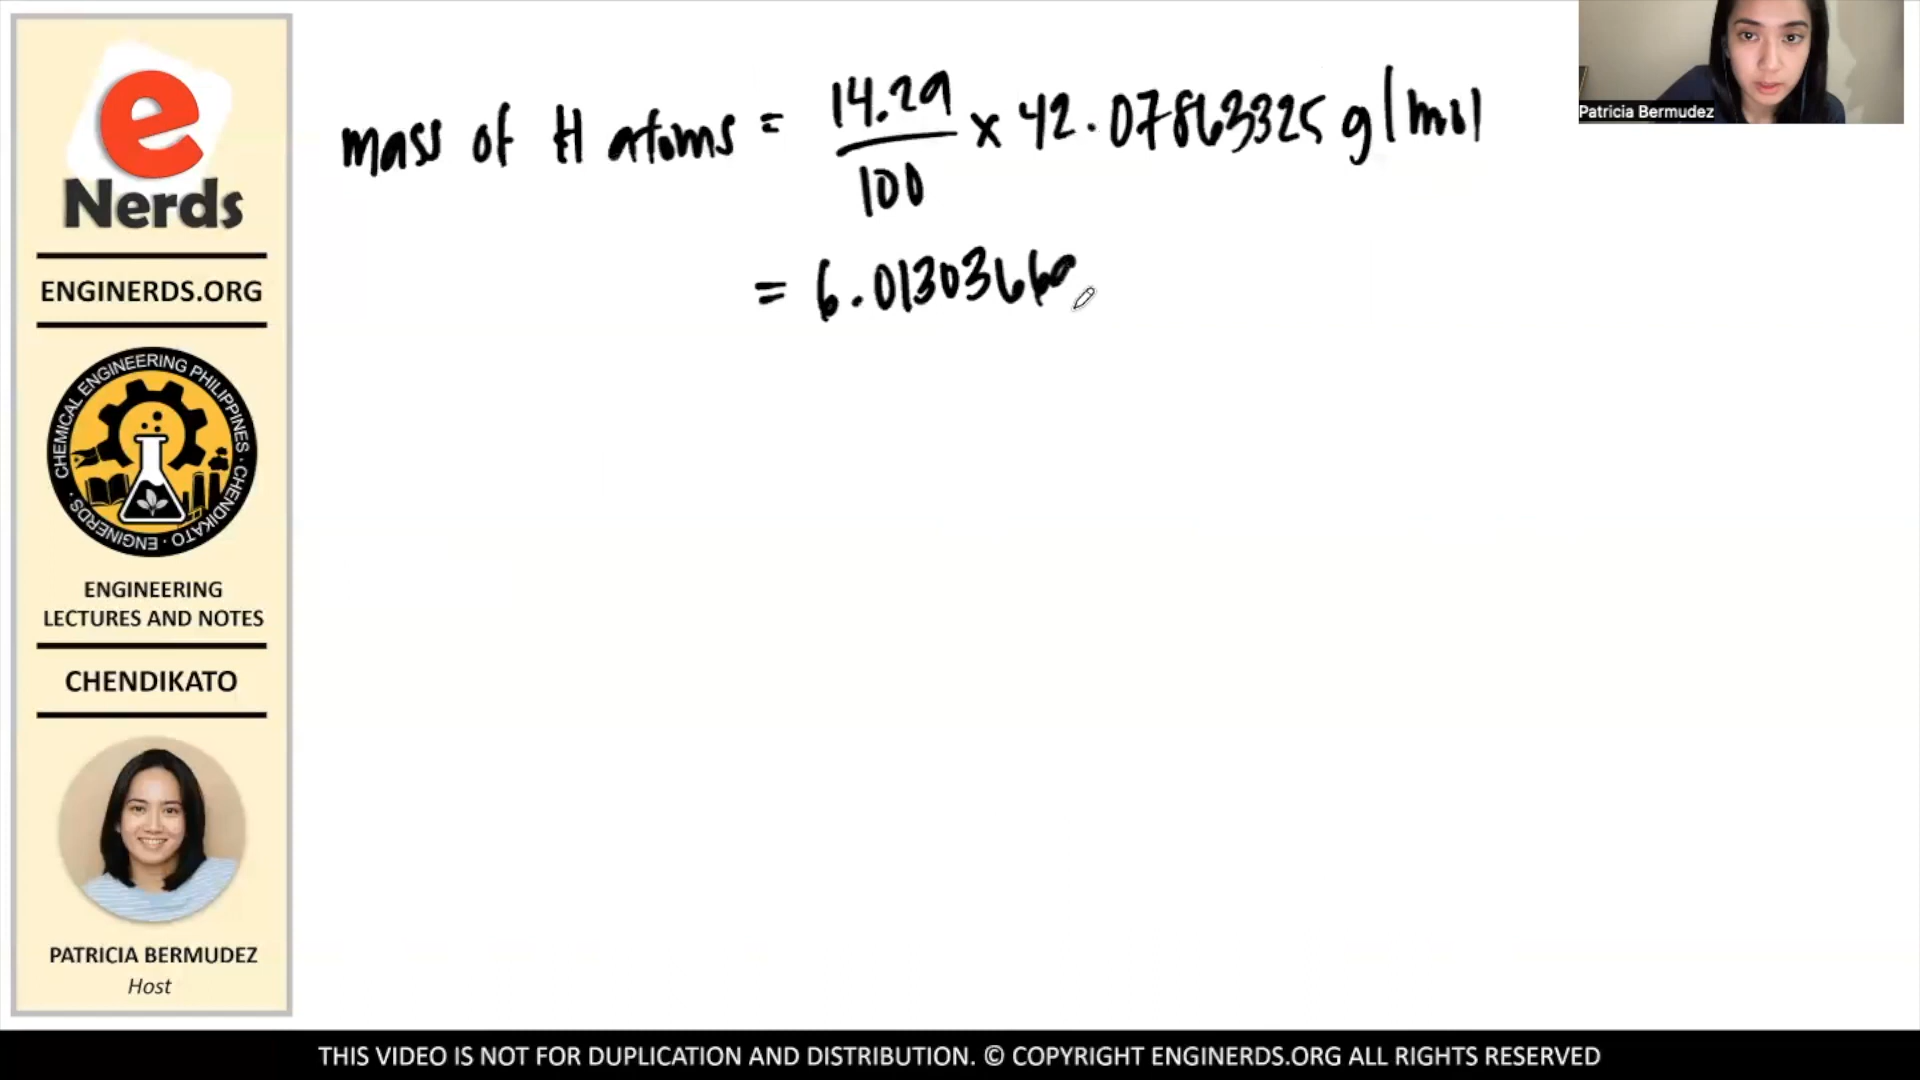 e
Nerds
ENGINERDS.ORG
CHEMICAL ENGINEERING PHILIPPINES · CHENDIKATO · ENGINERDS ·
ENGINEERING
LECTURES AND NOTES
CHENDIKATO
PATRICIA BERMUDEZ
Host
mass of H atoms = 14.29/100 x 42.07863325 g/mol
= 6.01303669
Patricia Bermudez
THIS VIDEO IS NOT FOR DUPLICATION AND DISTRIBUTION. © COPYRIGHT ENGINERDS.ORG ALL RIGHTS RESERVED